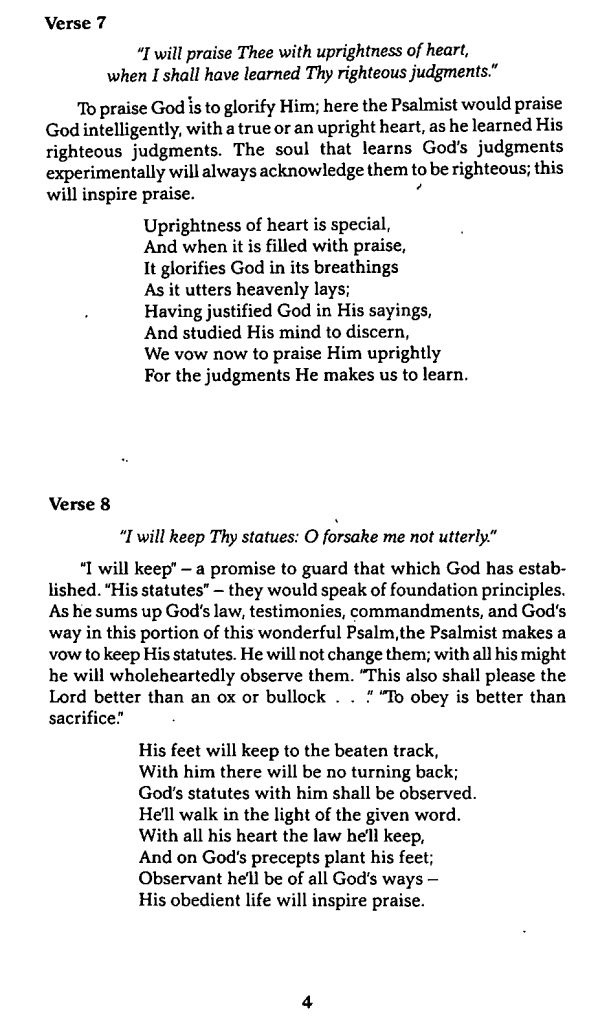 Verse 7
"I will praise Thee with uprightness of heart,
when I shall have learned Thy righteous judgments."
To praise God is to glorify Him; here the Psalmist would praise
God intelligently, with a true or an upright heart, as he learned His
righteous judgments. The soul that learns God's judgments
experimentally will always acknowledge them to be righteous; this
will inspire praise.
Uprightness of heart is special,
And when it is filled with praise,
It glorifies God in its breathings
As it utters heavenly lays;
Having justified God in His sayings,
And studied His mind to discern,
We vow now to praise Him uprightly
For the judgments He makes us to learn.
Verse 8
"I will keep Thy statues: O forsake me not utterly."
"I will keep" – a promise to guard that which God has estab-
lished. "His statutes" – they would speak of foundation principles.
As he sums up God's law, testimonies, commandments, and God's
way in this portion of this wonderful Psalm,the Psalmist makes a
vow to keep His statutes. He will not change them; with all his might
he will wholeheartedly observe them. "This also shall please the
Lord better than an ox or bullock . . ." "To obey is better than
sacrifice."
His feet will keep to the beaten track,
With him there will be no turning back;
God's statutes with him shall be observed.
He'll walk in the light of the given word.
With all his heart the law he'll keep,
And on God's precepts plant his feet;
Observant he'll be of all God's ways –
His obedient life will inspire praise.
4